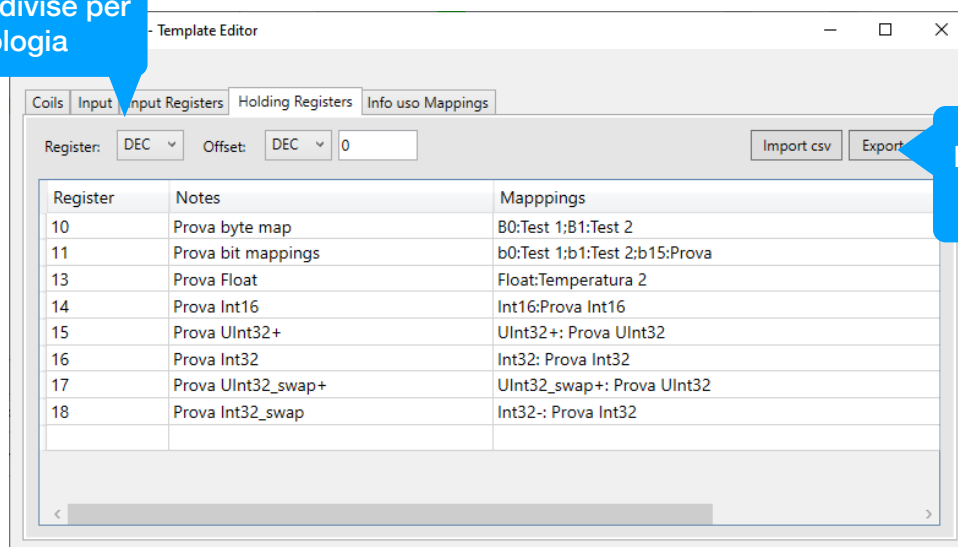 divise per
ologia
- Template Editor
Coils Input Input Registers Holding Registers Info uso Mappings
Register: DEC Offset: DEC 0 Import csv Export
Register Notes Mapppings
10 Prova byte map B0:Test 1;B1:Test 2
11 Prova bit mappings b0:Test 1;b1:Test 2;b15:Prova
13 Prova Float Float:Temperatura 2
14 Prova Int16 Int16:Prova Int16
15 Prova UInt32+ UInt32+: Prova UInt32
16 Prova Int32 Int32: Prova Int32
17 Prova UInt32_swap+ UInt32_swap+: Prova UInt32
18 Prova Int32_swap Int32-: Prova Int32